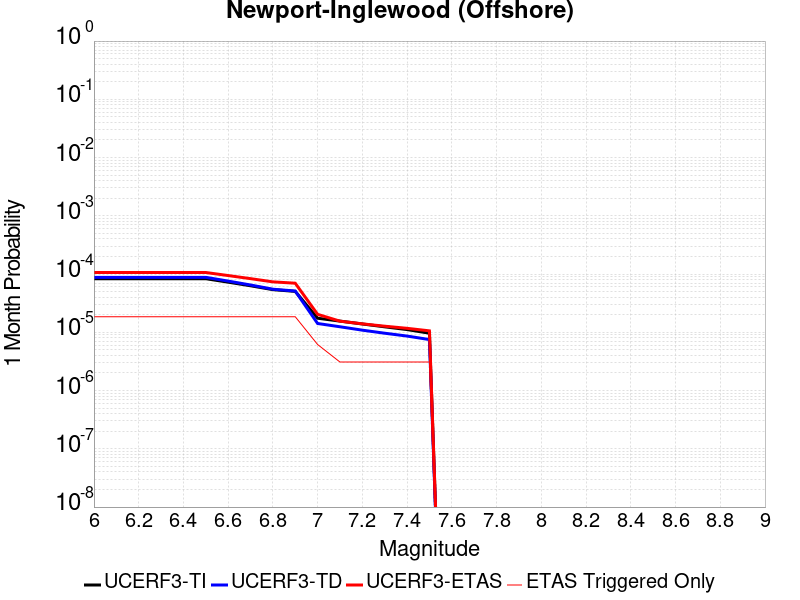 Newport-Inglewood (Offshore)
10^0
10^-1
10^-2
10^-3
10^-4
10^-5
10^-6
10^-7
10^-8
1 Month Probability
6 6.2 6.4 6.6 6.8 7 7.2 7.4 7.6 7.8 8 8.2 8.4 8.6 8.8 9
Magnitude
UCERF3-TI UCERF3-TD UCERF3-ETAS ETAS Triggered Only